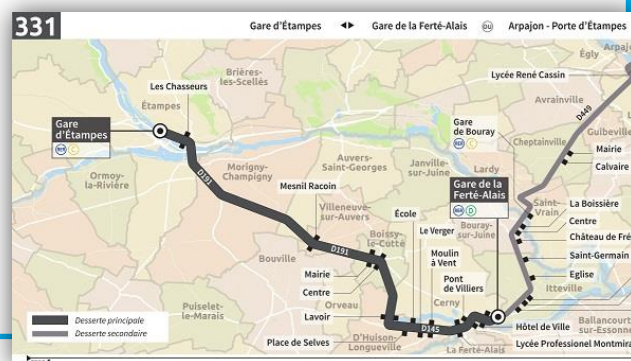 331
Gare d'Étampes ◄► Gare de la Ferté-Alais OU Arpajon - Porte d'Étampes
Lycée René Cassin
Égly
Arpajon
Brières-
les-Scellés
Les Chasseurs
Étampes
Avrainville
D449
Gare
d'Étampes
RER C
Gare
de Bouray
RER C
Guibeville
Cheptainville
Mairie
Calvaire
Auvers-
Saint-Georges
Janville-
sur-Juine
Lardy
Ormoy-
la-Rivière
D191
Morigny-
Champigny
Gare de la
Ferté-Alais
RER D
Mesnil Racoin
École
Saint-
Vrain
La Boissière
Centre
Villeneuve-
sur-Auvers
Le Verger
Bouray-
sur-Juine
Château de Fré
Boissy-
le-Cutté
Moulin
à Vent
Saint-Germain
D191
Bouville
Mairie
Centre
Pont
de Villiers
Eglise
Itteville
Puiselet-
le-Marais
Orveau
Cerny
Lavoir
Desserte principale
Desserte secondaire
D145
Hôtel de Ville
Ballancourt-
sur-Essonne
Place de Selves
D'Huison-
Longueville
La Ferté-Alais
Lycée Professionel Montmira